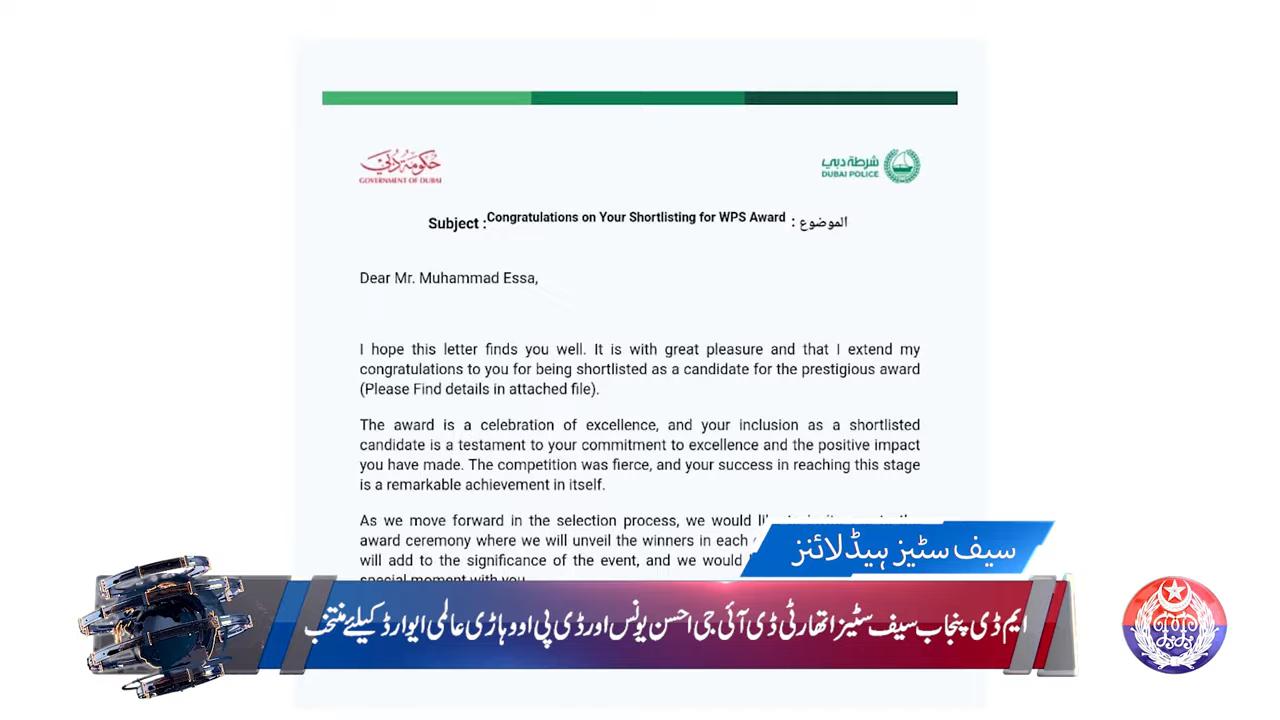 حكومة دبي
GOVERNMENT OF DUBAI
شرطة دبي
DUBAI POLICE
Subject : Congratulations on Your Shortlisting for WPS Award : الموضوع
Dear Mr. Muhammad Essa,
I hope this letter finds you well. It is with great pleasure and that I extend my
congratulations to you for being shortlisted as a candidate for the prestigious award
(Please Find details in attached file).
The award is a celebration of excellence, and your inclusion as a shortlisted
candidate is a testament to your commitment to excellence and the positive impact
you have made. The competition was fierce, and your success in reaching this stage
is a remarkable achievement in itself.
As we move forward in the selection process, we would
award ceremony where we will unveil the winners in each
will add to the significance of the event, and we would
special moment with you
سیف سٹیز ہیڈلائنز
ایم ڈی پنجاب سیف سٹیز اتھارٹی ڈی آئی جی احسن یونس اور ڈی پی او وہاڑی عالمی ایوارڈ کیلئے منتخب